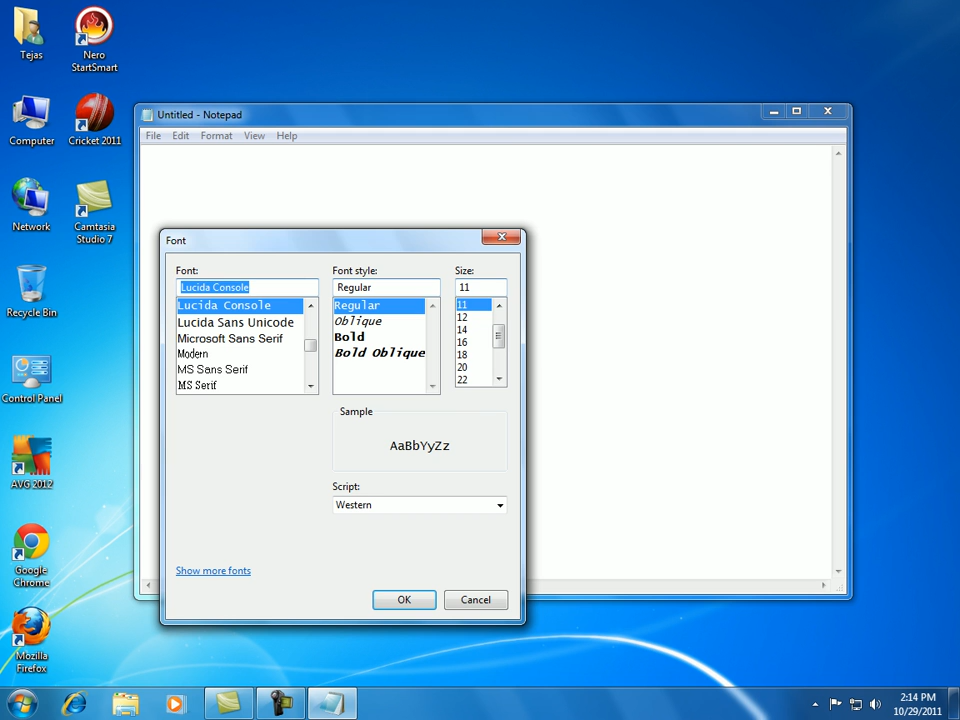 Tejas
Nero
StartSmart
Computer
Cricket 2011
Network
Camtasia
Studio 7
Recycle Bin
Control Panel
AVG 2012
Google
Chrome
Mozilla
Firefox
Untitled - Notepad
File Edit Format View Help
Font
Font: Font style: Size:
Lucida Console Regular 11
Lucida Console
Lucida Sans Unicode
Microsoft Sans Serif
Modern
MS Sans Serif
MS Serif
Regular
Oblique
Bold
Bold Oblique
11
12
14
16
18
20
22
Sample
AaBbYyZz
Script:
Western
Show more fonts
OK Cancel
2:14 PM
10/29/2011